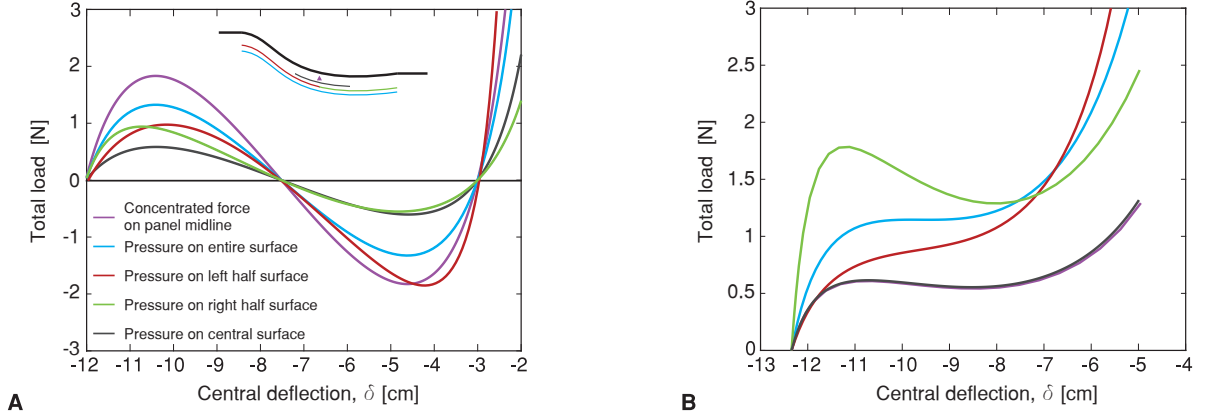 3
2
1
0
-1
-2
-3
Total load [N]
Concentrated force
on panel midline
Pressure on entire surface
Pressure on left half surface
Pressure on right half surface
Pressure on central surface
-12 -11 -10 -9 -8 -7 -6 -5 -4 -3 -2
Central deflection, δ [cm]
A
3
2.5
2
1.5
1
0.5
0
Total load [N]
-13 -12 -11 -10 -9 -8 -7 -6 -5 -4
Central deflection, δ [cm]
B